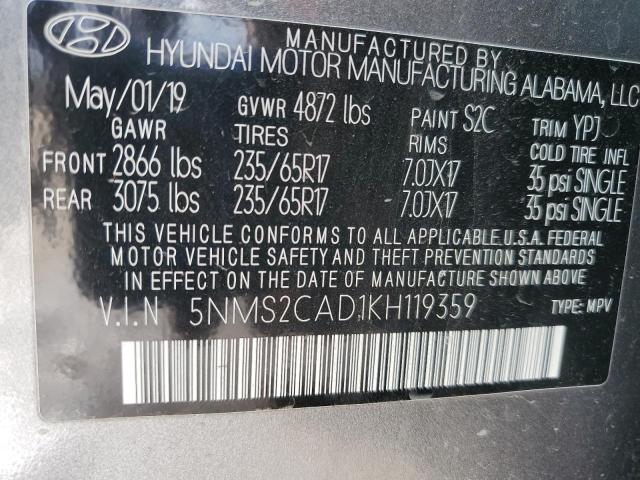 MANUFACTURED BY
HYUNDAI MOTOR MANUFACTURING ALABAMA, LLC
May/01/19 GVWR 4872 lbs PAINT S2C TRIM YPJ
GAWR TIRES RIMS COLD TIRE INFL
FRONT 2866 lbs 235/65R17 7.0JX17 35 psi SINGLE
REAR 3075 lbs 235/65R17 7.0JX17 35 psi SINGLE
THIS VEHICLE CONFORMS TO ALL APPLICABLE U.S.A. FEDERAL
MOTOR VEHICLE SAFETY AND THEFT PREVENTION STANDARDS
IN EFFECT ON THE DATE OF MANUFACTURE SHOWN ABOVE.
V.I.N 5NMS2CAD1KH119359 TYPE: MPV